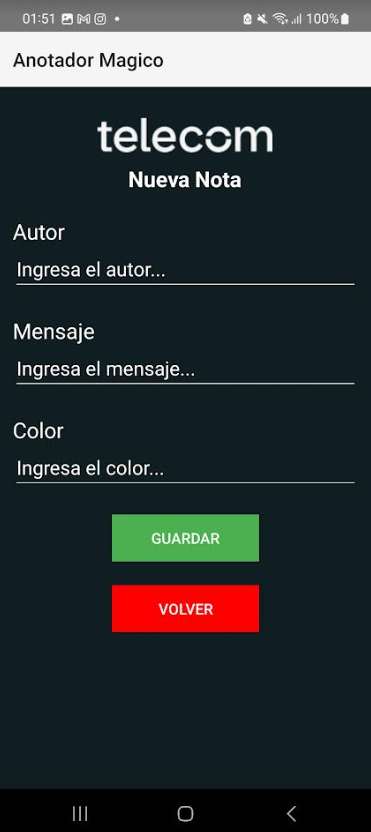 01:51 100%
Anotador Magico
telecom
Nueva Nota
Autor
Ingresa el autor...
Mensaje
Ingresa el mensaje...
Color
Ingresa el color...
GUARDAR
VOLVER